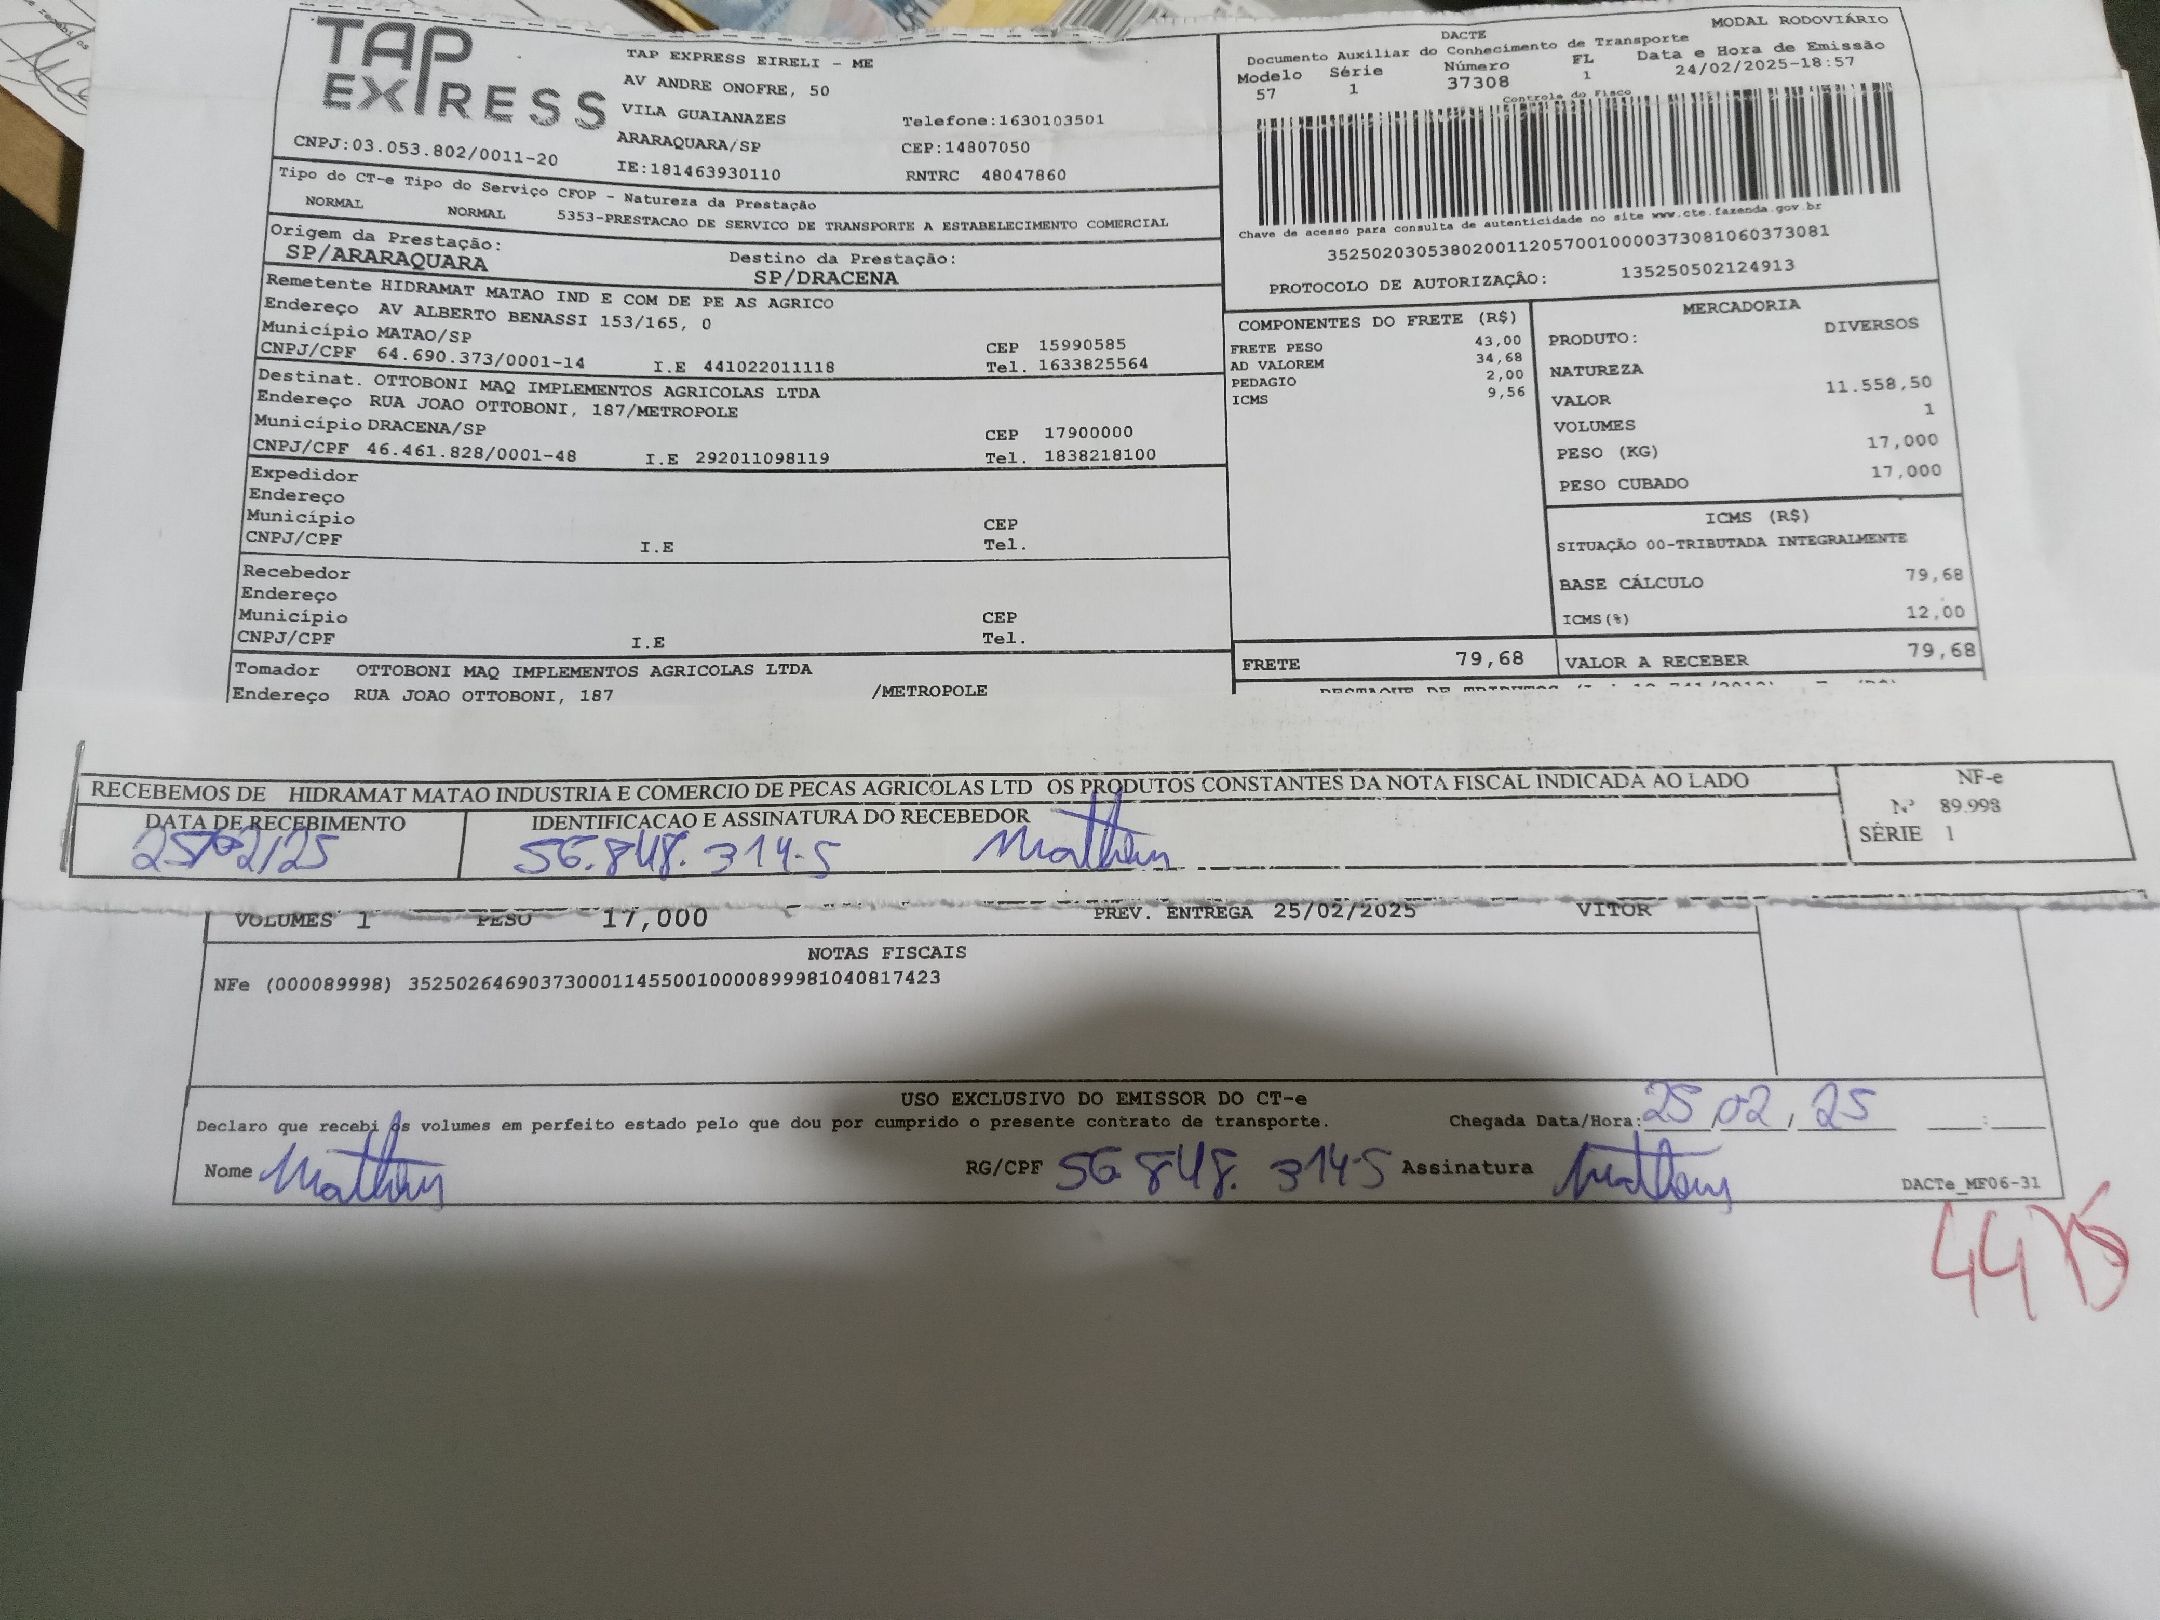 TAP
EXPRESS
CNPJ:03.053.802/0011-20
TAP EXPRESS EIRELI - ME
AV ANDRE ONOFRE, 50
VILA GUAIANAZES Telefone:1630103501
ARARAQUARA/SP CEP:14807050
IE:181463930110 RNTRC 48047860
Tipo do CT-e Tipo do Serviço CFOP - Natureza da Prestação
NORMAL NORMAL 5353-PRESTACAO DE SERVICO DE TRANSPORTE A ESTABELECIMENTO COMERCIAL
Origem da Prestação: Destino da Prestação:
SP/ARARAQUARA SP/DRACENA
Remetente HIDRAMAT MATAO IND E COM DE PE AS AGRICO
Endereço AV ALBERTO BENASSI 153/165, 0
Município MATAO/SP CEP 15990585
CNPJ/CPF 64.690.373/0001-14 I.E 441022011118 Tel. 1633825564
Destinat. OTTOBONI MAQ IMPLEMENTOS AGRICOLAS LTDA
Endereço RUA JOAO OTTOBONI, 187/METROPOLE
Município DRACENA/SP CEP 17900000
CNPJ/CPF 46.461.828/0001-48 I.E 292011098119 Tel. 1838218100
Expedidor
Endereço
Município CEP
CNPJ/CPF I.E Tel.
Recebedor
Endereço
Município CEP
CNPJ/CPF I.E Tel.
Tomador OTTOBONI MAQ IMPLEMENTOS AGRICOLAS LTDA
Endereço RUA JOAO OTTOBONI, 187 /METROPOLE
DACTE MODAL RODOVIÁRIO
Documento Auxiliar do Conhecimento de Transporte
Modelo Série Número FL Data e Hora de Emissão
57 1 37308 1 24/02/2025-18:57
Controle do Fisco
Chave de acesso para consulta de autenticidade no site www.cte.fazenda.gov.br
35250203053802001120570010000373081060373081
PROTOCOLO DE AUTORIZAÇÃO: 135250502124913
COMPONENTES DO FRETE (R$)
FRETE PESO 43,00
AD VALOREM 34,68
PEDAGIO 2,00
ICMS 9,56
MERCADORIA
PRODUTO: DIVERSOS
NATUREZA
VALOR 11.558,50
VOLUMES 1
PESO (KG) 17,000
PESO CUBADO 17,000
ICMS (R$)
SITUAÇÃO 00-TRIBUTADA INTEGRALMENTE
BASE CÁLCULO 79,68
ICMS(%) 12,00
FRETE 79,68 VALOR A RECEBER 79,68
RECEBEMOS DE HIDRAMAT MATAO INDUSTRIA E COMERCIO DE PECAS AGRICOLAS LTD OS PRODUTOS CONSTANTES DA NOTA FISCAL INDICADA AO LADO
DATA DE RECEBIMENTO IDENTIFICACAO E ASSINATURA DO RECEBEDOR
25/02/25 56.848.314-5
NF-e
Nº 89.998
SÉRIE 1
VOLUMES 1 PESO 17,000 PREV. ENTREGA 25/02/2025 VITOR
NOTAS FISCAIS
NFe (000089998) 35250264690373000114550010000899981040817423
USO EXCLUSIVO DO EMISSOR DO CT-e
Declaro que recebi os volumes em perfeito estado pelo que dou por cumprido o presente contrato de transporte. Chegada Data/Hora: 25/02/25
Nome RG/CPF 56.848.314-5 Assinatura
DACTe_MF06-31